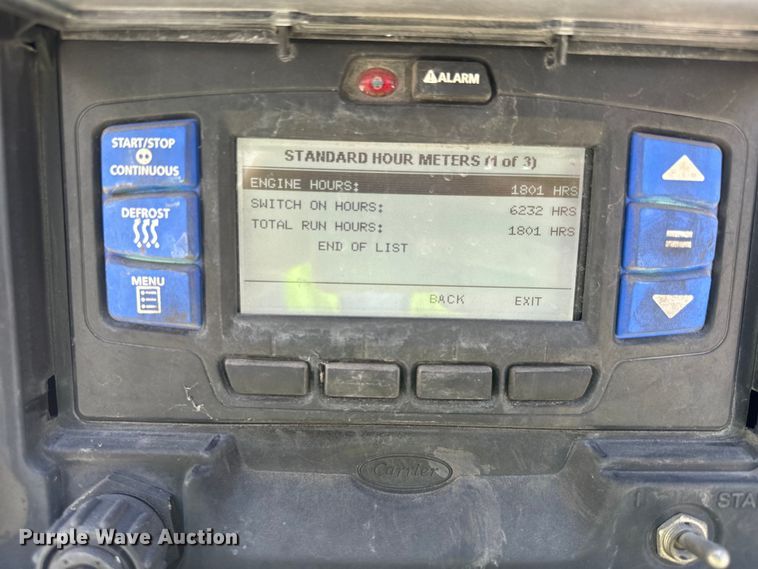 ALARM
START/STOP
CONTINUOUS
DEFROST
MENU
STANDARD HOUR METERS (1 of 3)
ENGINE HOURS: 1801 HRS
SWITCH ON HOURS: 6232 HRS
TOTAL RUN HOURS: 1801 HRS
END OF LIST
BACK EXIT
Carrier
STA
Purple Wave Auction